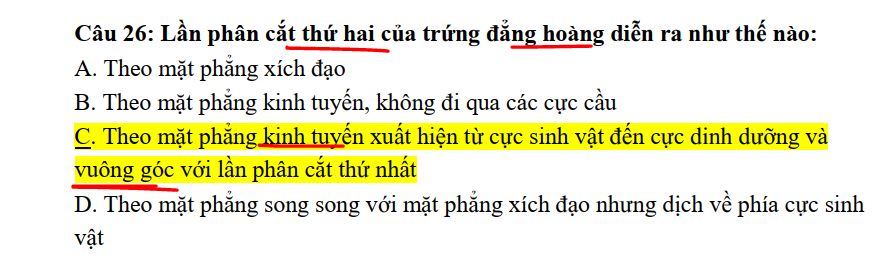 Câu 26: Lần phân cắt thứ hai của trứng đẳng hoàng diễn ra như thế nào:
A. Theo mặt phẳng xích đạo
B. Theo mặt phẳng kinh tuyến, không đi qua các cực cầu
C. Theo mặt phẳng kinh tuyến xuất hiện từ cực sinh vật đến cực dinh dưỡng và
vuông góc với lần phân cắt thứ nhất
D. Theo mặt phẳng song song với mặt phẳng xích đạo nhưng dịch về phía cực sinh
vật